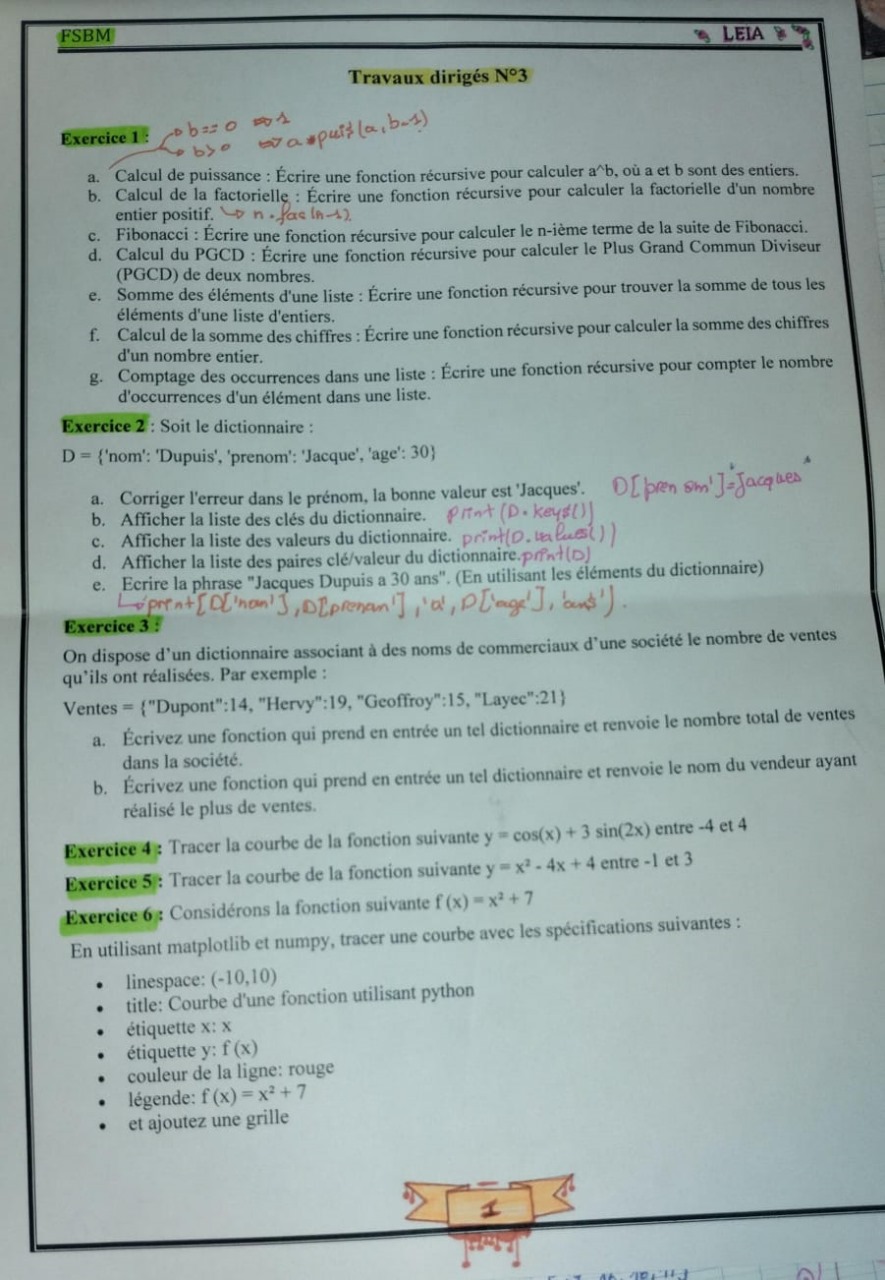 FSBM LEIA
Travaux dirigés N°3
b==0 ⇔ 1
Exercice 1 :
b>0 ⇔ a*puis(a, b-1)
a. Calcul de puissance : Écrire une fonction récursive pour calculer a^b, où a et b sont des entiers.
b. Calcul de la factorielle : Écrire une fonction récursive pour calculer la factorielle d'un nombre
entier positif. ↳ n * fac(n-1).
c. Fibonacci : Écrire une fonction récursive pour calculer le n-ième terme de la suite de Fibonacci.
d. Calcul du PGCD : Écrire une fonction récursive pour calculer le Plus Grand Commun Diviseur
(PGCD) de deux nombres.
e. Somme des éléments d'une liste : Écrire une fonction récursive pour trouver la somme de tous les
éléments d'une liste d'entiers.
f. Calcul de la somme des chiffres : Écrire une fonction récursive pour calculer la somme des chiffres
d'un nombre entier.
g. Comptage des occurrences dans une liste : Écrire une fonction récursive pour compter le nombre
d'occurrences d'un élément dans une liste.
Exercice 2 : Soit le dictionnaire :
D = {'nom': 'Dupuis', 'prenom': 'Jacque', 'age': 30}
a. Corriger l'erreur dans le prénom, la bonne valeur est 'Jacques'. D['prenom']='Jacques'
b. Afficher la liste des clés du dictionnaire. print(D.keys())
c. Afficher la liste des valeurs du dictionnaire. print(D.values())
d. Afficher la liste des paires clé/valeur du dictionnaire. print(D)
e. Ecrire la phrase "Jacques Dupuis a 30 ans". (En utilisant les éléments du dictionnaire)
↳ print[D['nom'], D[prenom'], 'a', D['age'], 'ans').
Exercice 3 :
On dispose d'un dictionnaire associant à des noms de commerciaux d'une société le nombre de ventes
qu'ils ont réalisées. Par exemple :
Ventes = {"Dupont":14, "Hervy":19, "Geoffroy":15, "Layec":21}
a. Écrivez une fonction qui prend en entrée un tel dictionnaire et renvoie le nombre total de ventes
dans la société.
b. Écrivez une fonction qui prend en entrée un tel dictionnaire et renvoie le nom du vendeur ayant
réalisé le plus de ventes.
Exercice 4 : Tracer la courbe de la fonction suivante y = cos(x) + 3 sin(2x) entre -4 et 4
Exercice 5 : Tracer la courbe de la fonction suivante y = x² - 4x + 4 entre -1 et 3
Exercice 6 : Considérons la fonction suivante f (x) = x² + 7
En utilisant matplotlib et numpy, tracer une courbe avec les spécifications suivantes :
• linespace: (-10,10)
• title: Courbe d'une fonction utilisant python
• étiquette x: x
• étiquette y: f (x)
• couleur de la ligne: rouge
• légende: f (x) = x² + 7
• et ajoutez une grille
1